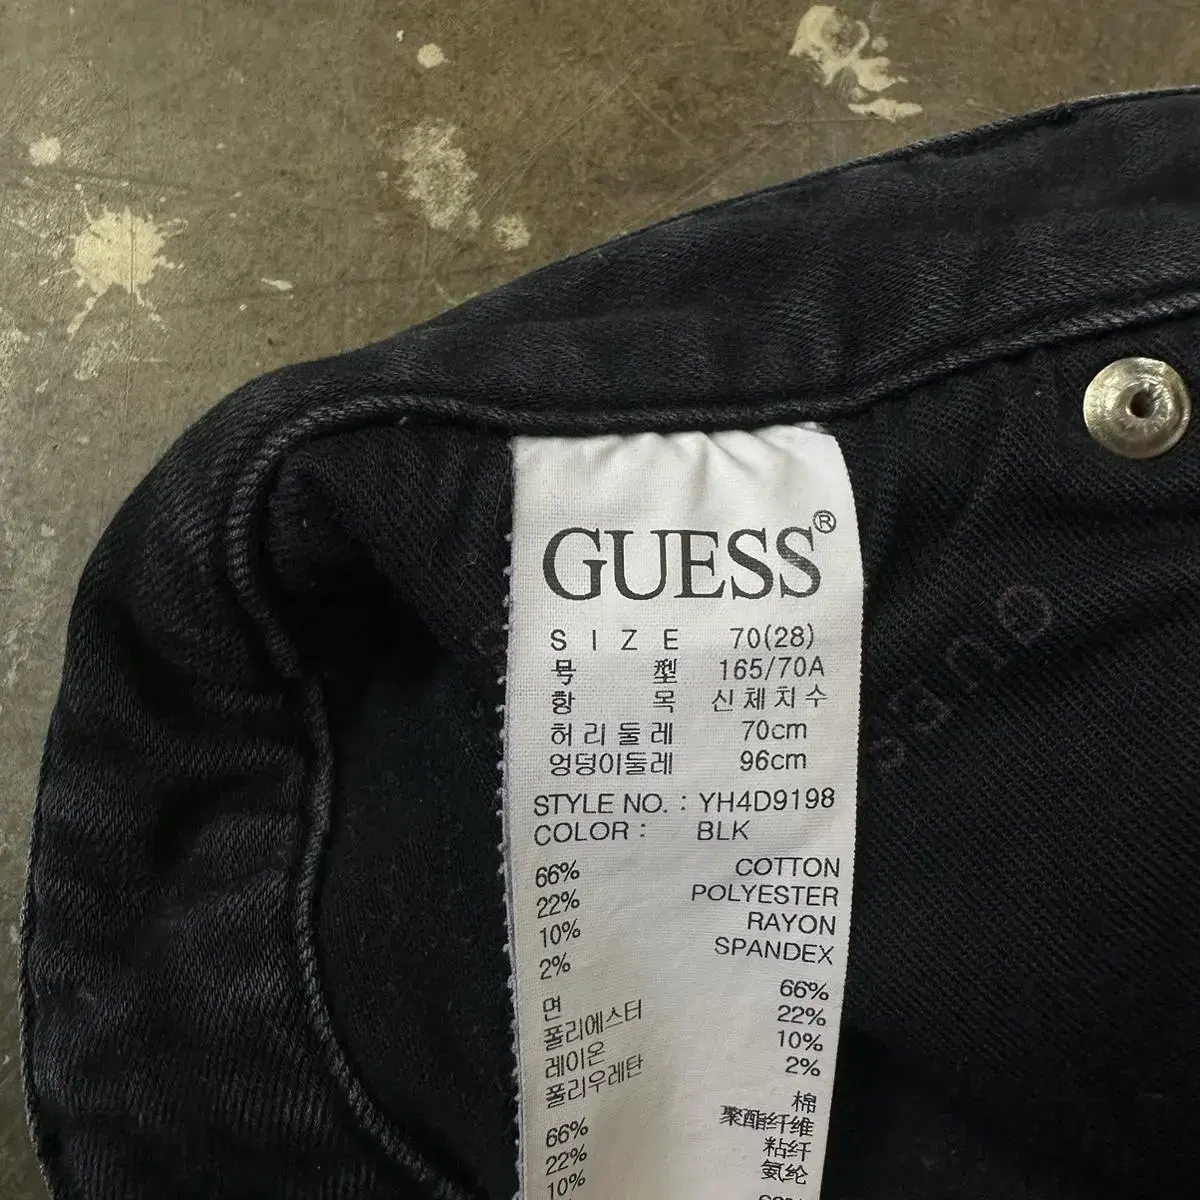 GUESS®
SIZE 70(28)
号型 165/70A
항목 신체치수
허리둘레 70cm
엉덩이둘레 96cm
STYLE NO. : YH4D9198
COLOR : BLK
66% COTTON
22% POLYESTER
10% RAYON
2% SPANDEX
면 66%
폴리에스터 22%
레이온 10%
폴리우레탄 2%
66% 棉
22% 聚酯纤维
10% 粘纤
氨纶